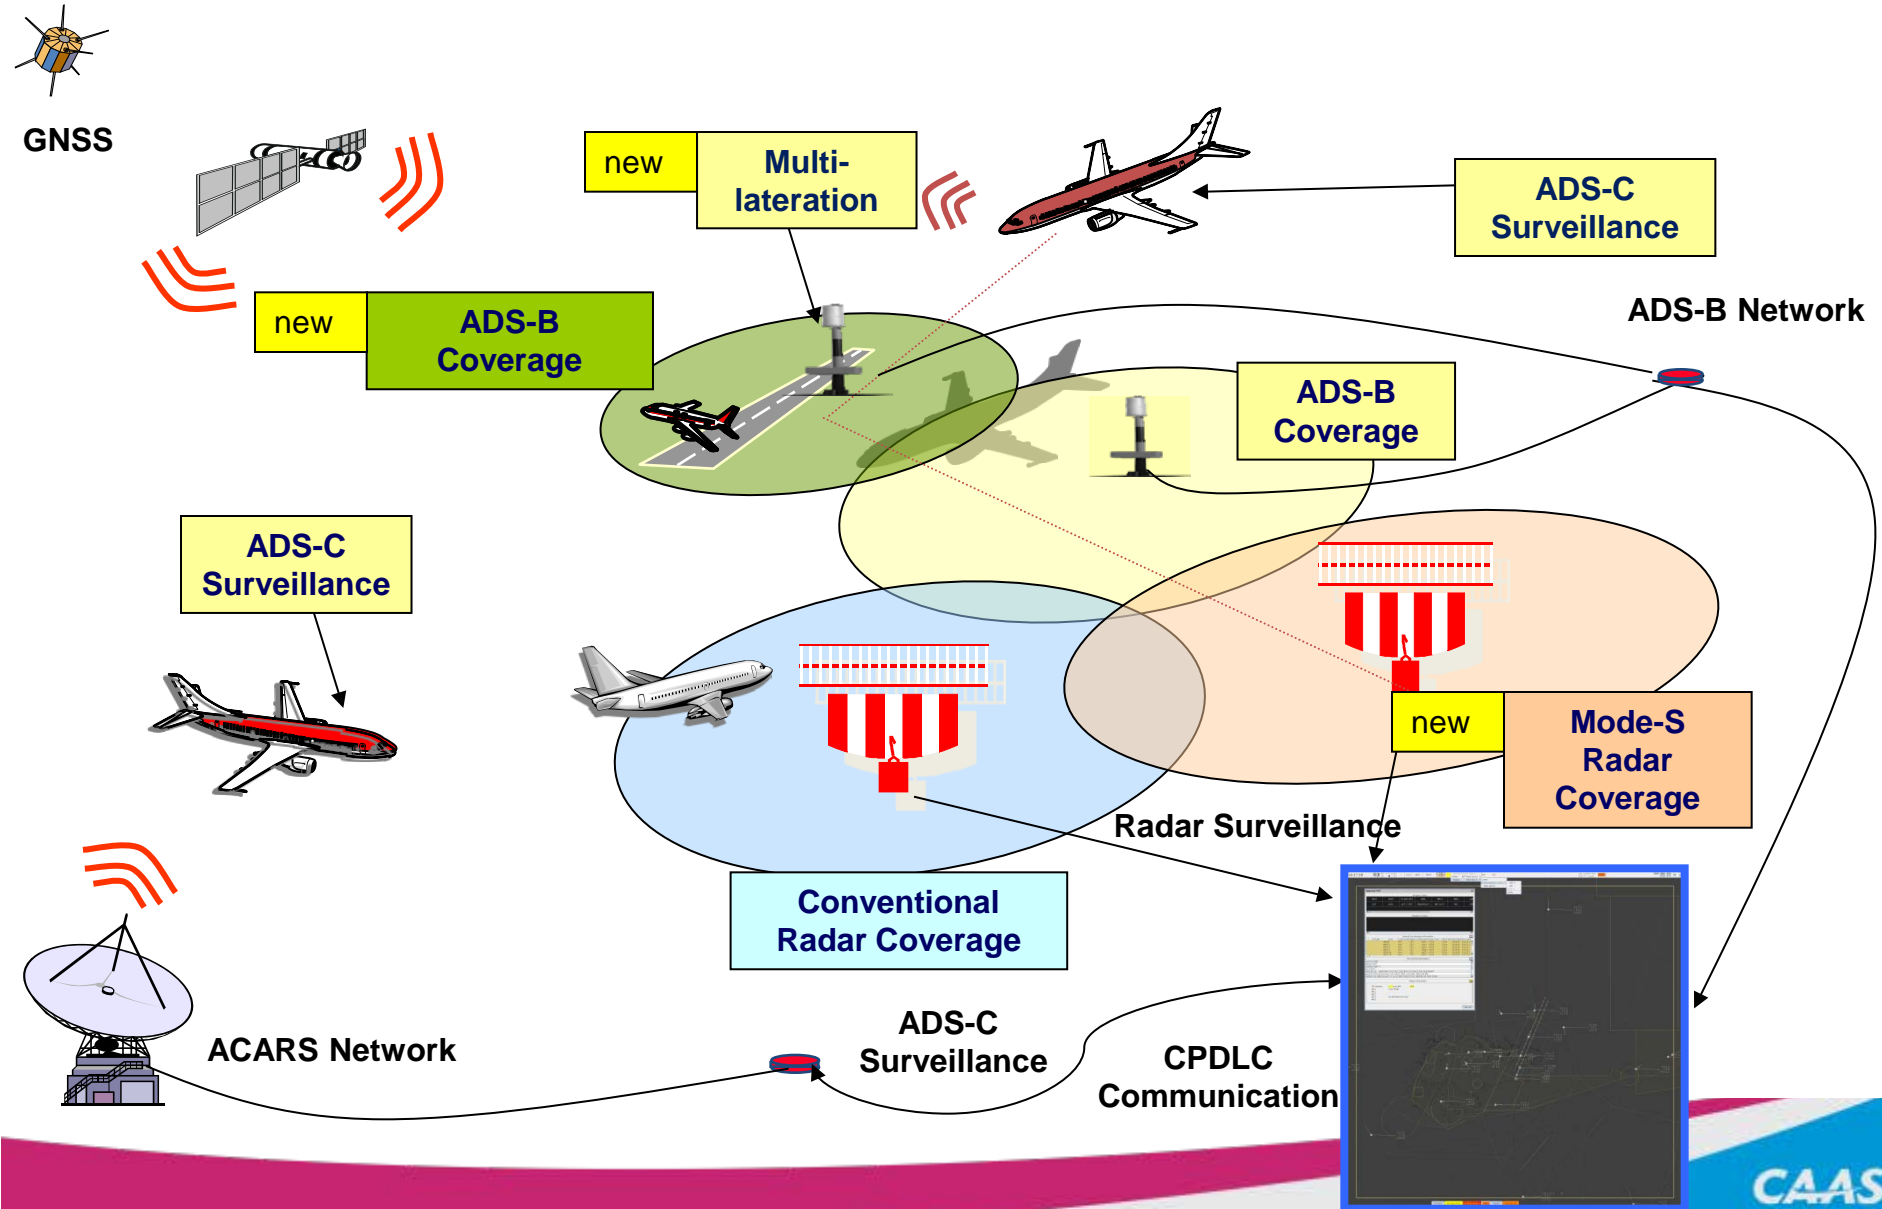 GNSS
new
Multi-
lateration
ADS-C
Surveillance
new
ADS-B
Coverage
ADS-B Network
ADS-B
Coverage
ADS-C
Surveillance
new
Mode-S
Radar
Coverage
Radar Surveillance
Conventional
Radar Coverage
ACARS Network
ADS-C
Surveillance
CPDLC
Communication
CAAS